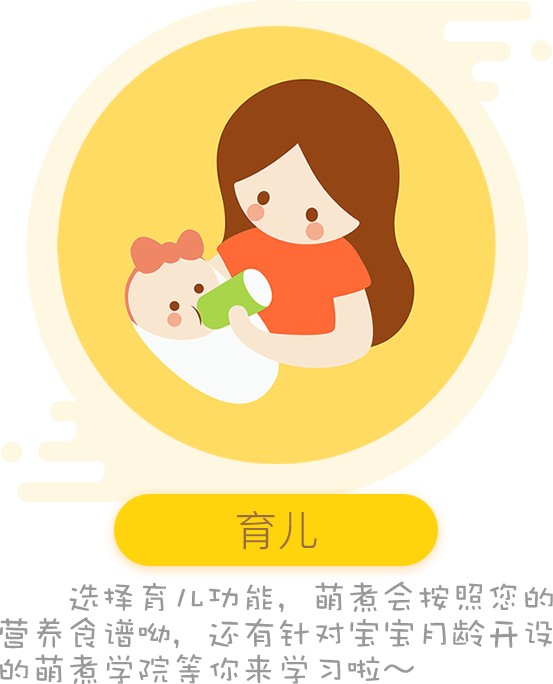 育儿
选择育儿功能，萌煮会按照您的
营养食谱呦，还有针对宝宝月龄开设
的萌煮学院等你来学习啦～